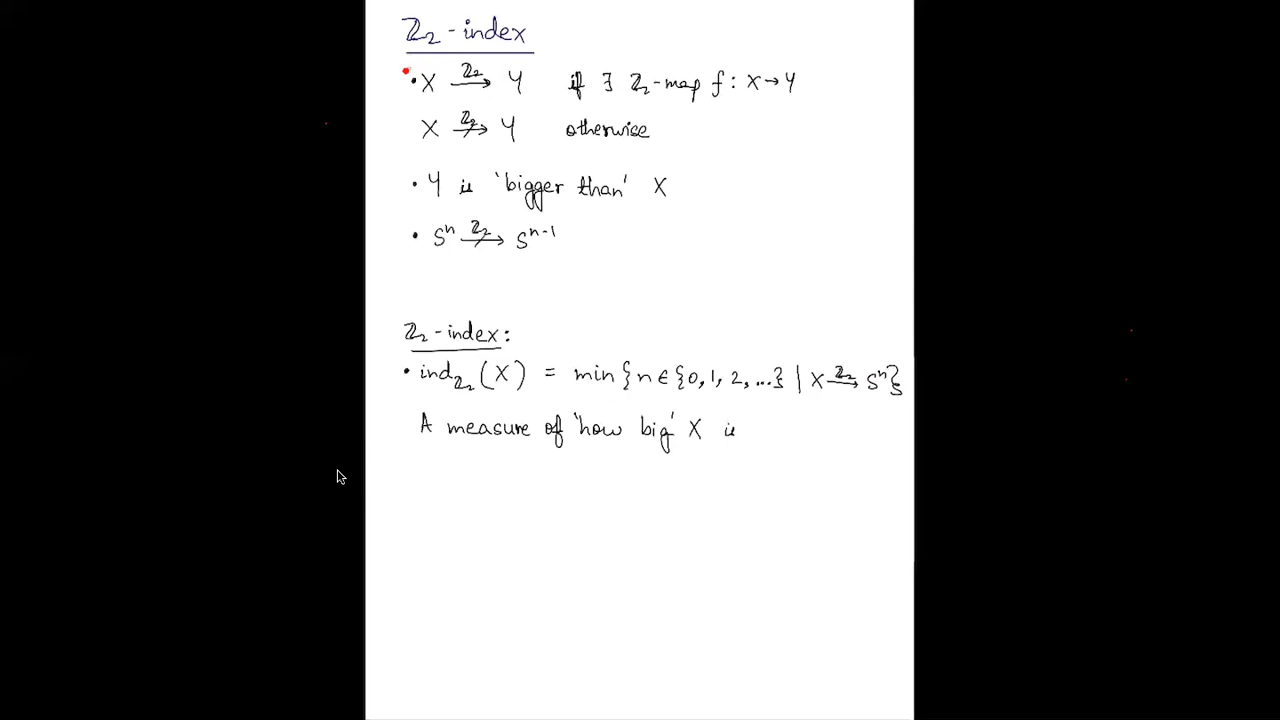 ℤ₂-index
• X →^ℤ₂ Y if ∃ ℤ₂-map f: X→Y
X ↛^ℤ₂ Y otherwise
• Y is 'bigger than' X
• Sⁿ ↛^ℤ₂ Sⁿ⁻¹
ℤ₂-index:
• ind_ℤ₂(X) = min{n∈{0,1,2,...} | X →^ℤ₂ Sⁿ}
A measure of 'how big' X is